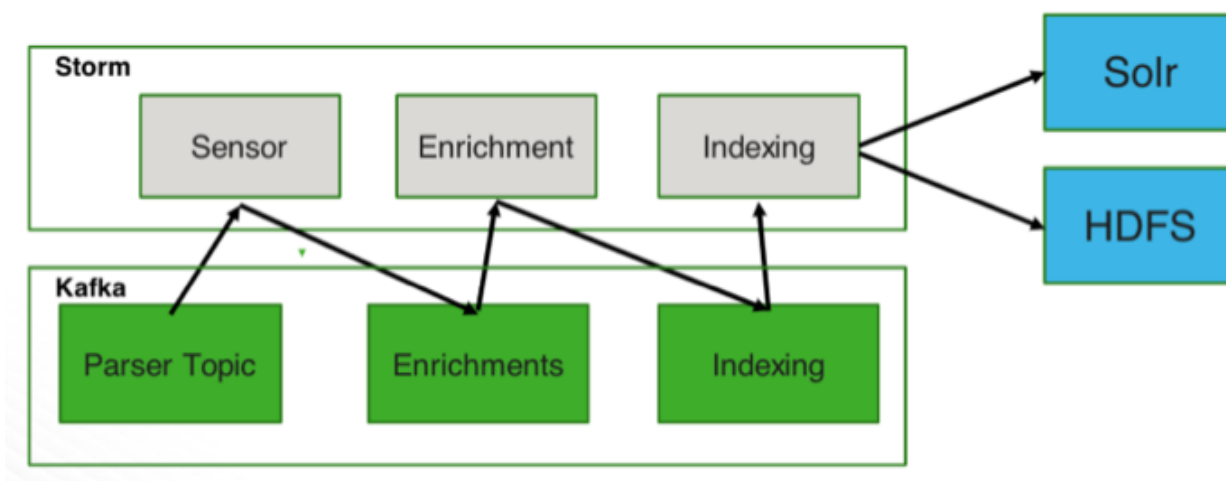 Storm
Sensor
Enrichment
Indexing
Solr
HDFS
Kafka
Parser Topic
Enrichments
Indexing